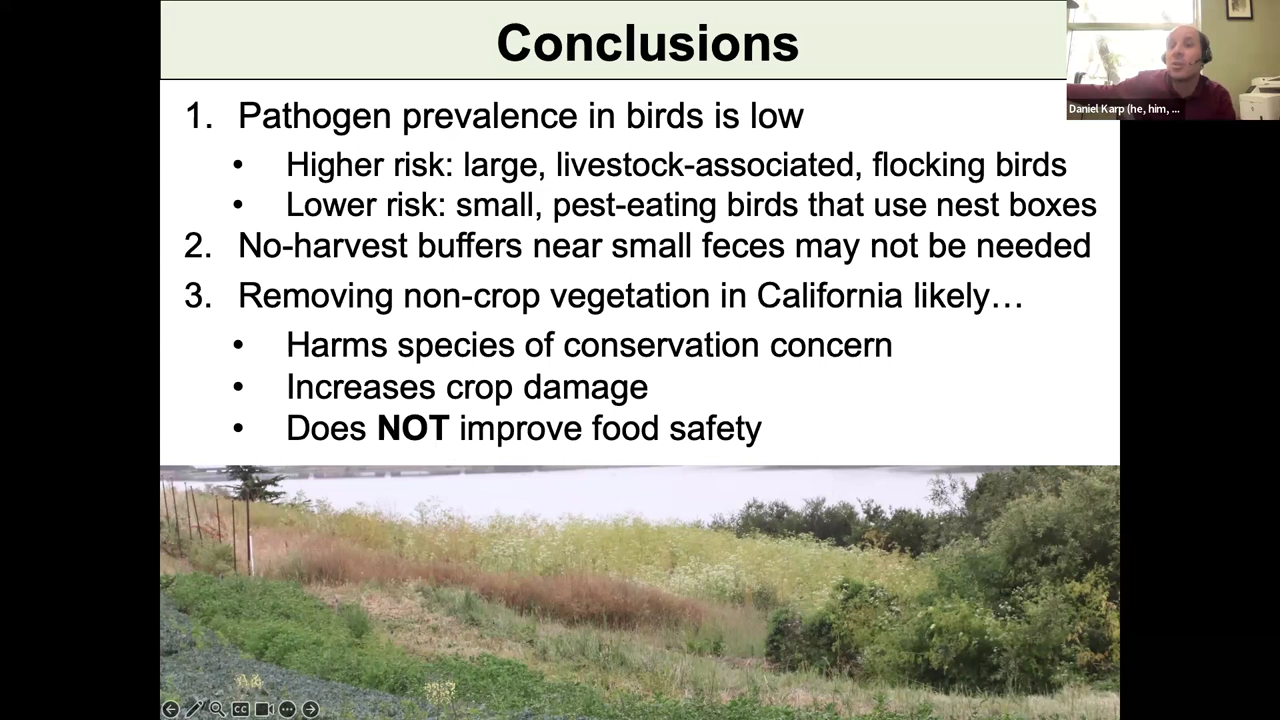 Conclusions
Daniel Karp (he, him, ...
1. Pathogen prevalence in birds is low
• Higher risk: large, livestock-associated, flocking birds
• Lower risk: small, pest-eating birds that use nest boxes
2. No-harvest buffers near small feces may not be needed
3. Removing non-crop vegetation in California likely…
• Harms species of conservation concern
• Increases crop damage
• Does NOT improve food safety
CC